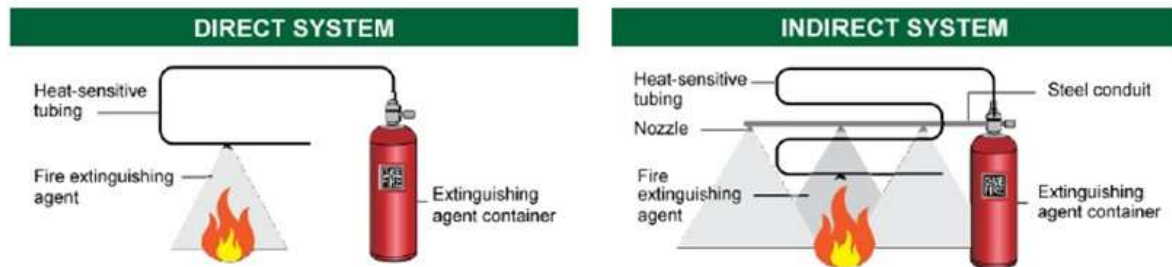 DIRECT SYSTEM
Heat-sensitive
tubing
Fire extinguishing
agent
Extinguishing
agent container
INDIRECT SYSTEM
Heat-sensitive
tubing
Steel conduit
Nozzle
Fire
extinguishing
agent
Extinguishing
agent container